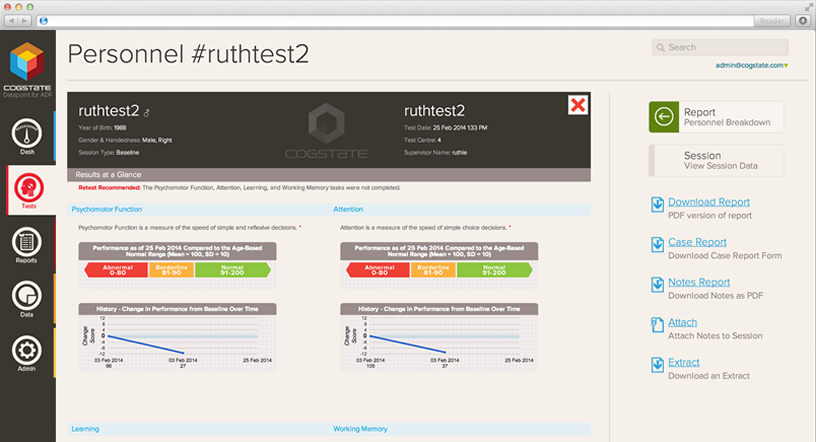 Reader
COGSTATE
Datapoint for ADF
Dash
Tests
Reports
Data
Admin
Personnel #ruthtest2
Search
admin@cogstate.com
ruthtest2
Year of Birth: 1988
Gender & Handedness: Male, Right
Session Type: Baseline
COGSTATE
ruthtest2
Test Date: 25 Feb 2014 1:33 PM
Test Centre: 4
Supervisor Name: ruthie
Results at a Glance
Retest Recommended: The Psychomotor Function, Attention, Learning, and Working Memory tasks were not completed.
Psychomotor Function
Psychomotor Function is a measure of the speed of simple and reflexive decisions. *
Performance as of 25 Feb 2014 Compared to the Age-Based
Normal Range (Mean = 100, SD = 10)
Abnormal
0-80
Borderline
81-90
Normal
91-200
History - Change in Performance from Baseline Over Time
Change
Score
12
8
4
0
-4
-8
-12
03 Feb 2014
96
03 Feb 2014
27
25 Feb 2014
Attention
Attention is a measure of the speed of simple choice decisions. *
Performance as of 25 Feb 2014 Compared to the Age-Based
Normal Range (Mean = 100, SD = 10)
Abnormal
0-80
Borderline
81-90
Normal
91-200
History - Change in Performance from Baseline Over Time
Change
Score
12
8
4
0
-4
-8
-12
03 Feb 2014
105
03 Feb 2014
37
25 Feb 2014
Learning
Working Memory
Report
Personnel Breakdown
Session
View Session Data
Download Report
PDF version of report
Case Report
Download Case Report Form
Notes Report
Download Notes as PDF
Attach
Attach Notes to Session
Extract
Download an Extract